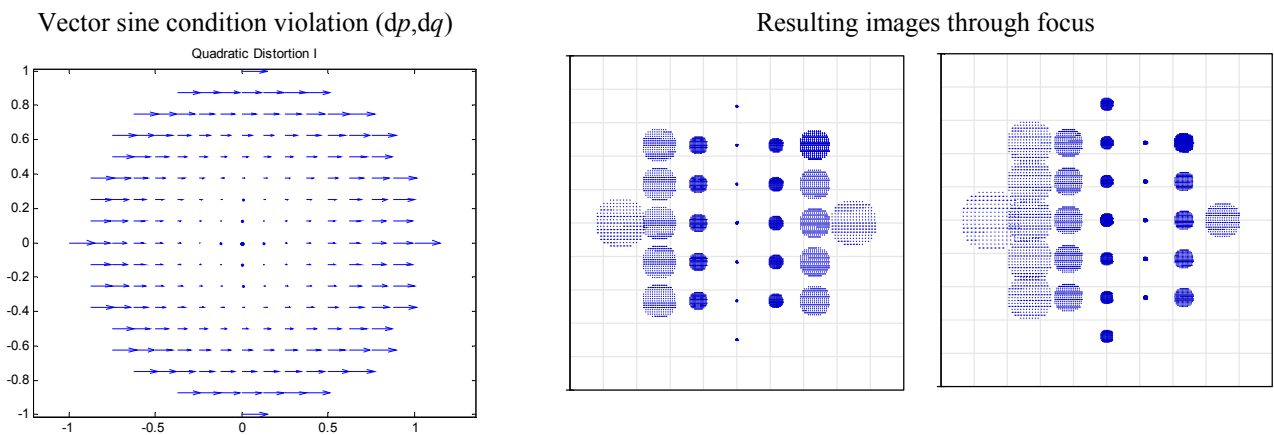 Vector sine condition violation (dp,dq)
Resulting images through focus
Quadratic Distortion I
1
0.8
0.6
0.4
0.2
0
-0.2
-0.4
-0.6
-0.8
-1
-1 -0.5 0 0.5 1